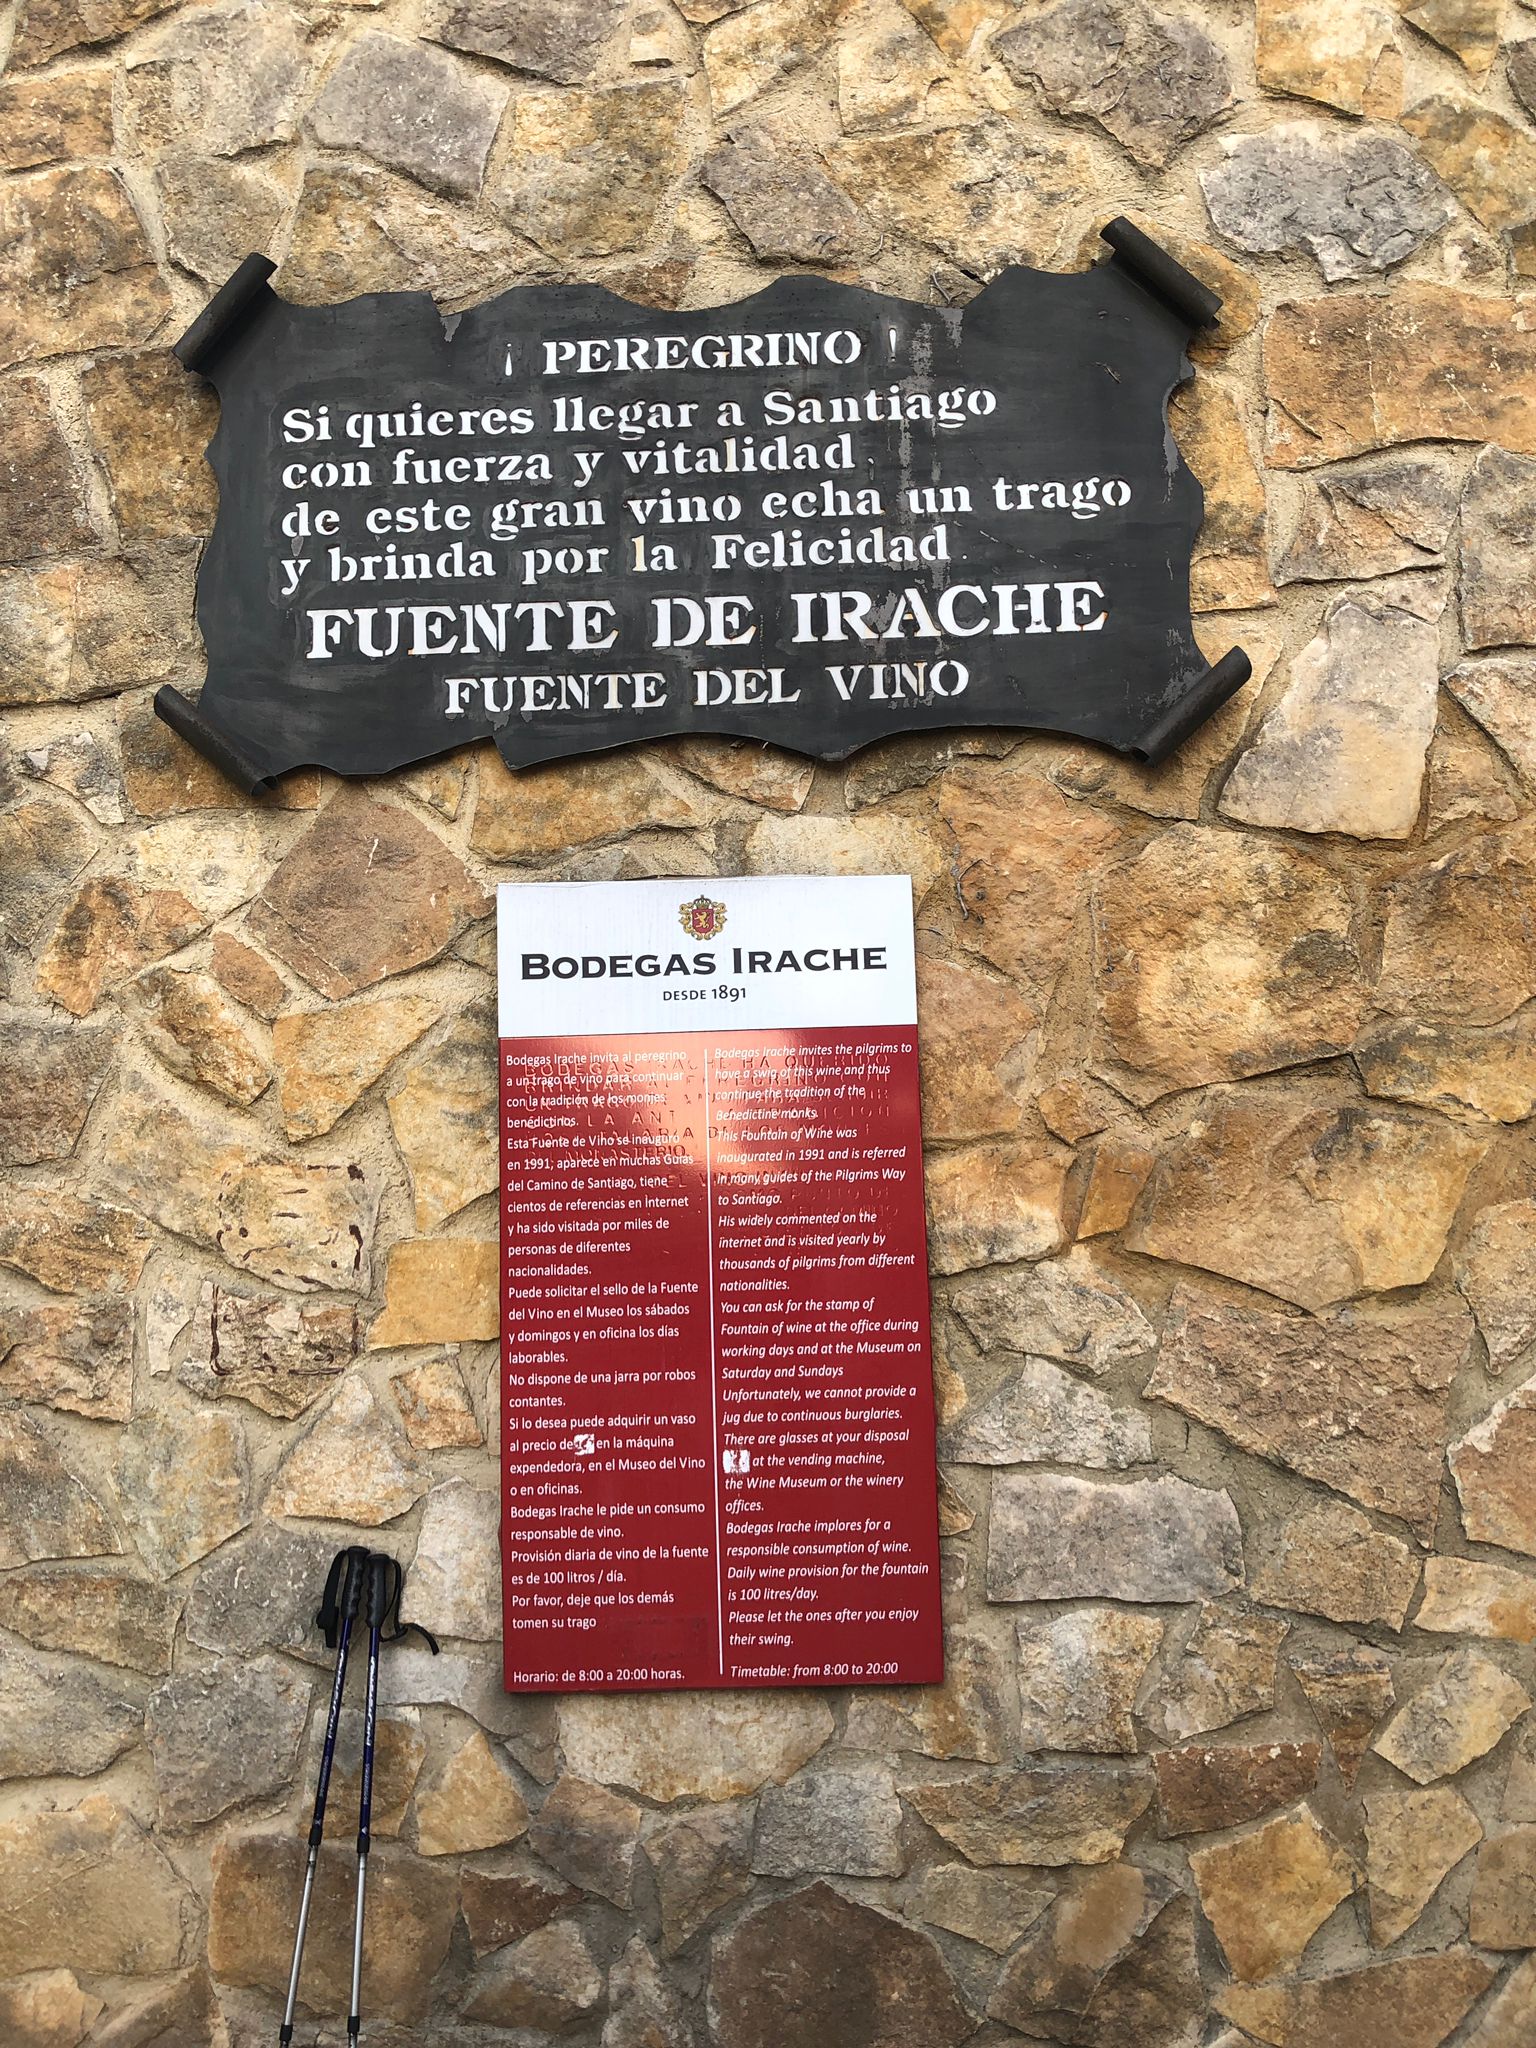 ¡ PEREGRINO !
Si quieres llegar a Santiago
con fuerza y vitalidad
de este gran vino echa un trago
y brinda por la Felicidad.
FUENTE DE IRACHE
FUENTE DEL VINO
BODEGAS IRACHE
DESDE 1891
Bodegas Irache invita al peregrino
a un trago de vino para continuar
con la tradición de los monjes
benedictinos.
Esta Fuente de Vino se inauguró
en 1991; aparece en muchas Guías
del Camino de Santiago, tiene
cientos de referencias en internet
y ha sido visitada por miles de
personas de diferentes
nacionalidades.
Puede solicitar el sello de la Fuente
del Vino en el Museo los sábados
y domingos y en oficina los días
laborables.
No dispone de una jarra por robos
contantes.
Si lo desea puede adquirir un vaso
al precio de en la máquina
expendedora, en el Museo del Vino
o en oficinas.
Bodegas Irache le pide un consumo
responsable de vino.
Provisión diaria de vino de la fuente
es de 100 litros / día.
Por favor, deje que los demás
tomen su trago
Horario: de 8:00 a 20:00 horas.
Bodegas Irache invites the pilgrims to
have a swig of this wine and thus
continue the tradition of the
Benedictine monks.
This Fountain of Wine was
inaugurated in 1991 and is referred
in many guides of the Pilgrims Way
to Santiago.
His widely commented on the
internet and is visited yearly by
thousands of pilgrims from different
nationalities.
You can ask for the stamp of
Fountain of wine at the office during
working days and at the Museum on
Saturday and Sundays
Unfortunately, we cannot provide a
jug due to continuous burglaries.
There are glasses at your disposal
at the vending machine,
the Wine Museum or the winery
offices.
Bodegas Irache implores for a
responsible consumption of wine.
Daily wine provision for the fountain
is 100 litres/day.
Please let the ones after you enjoy
their swing.
Timetable: from 8:00 to 20:00